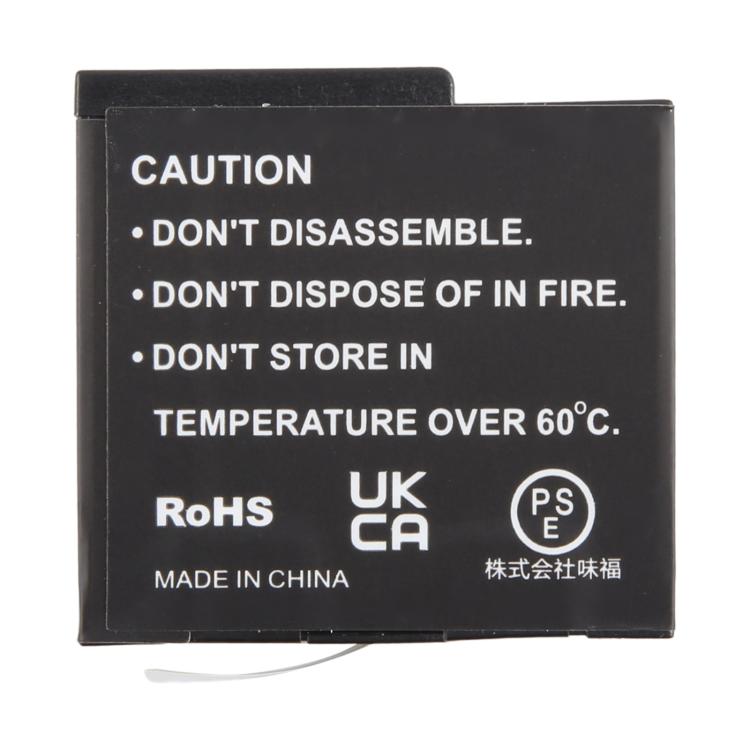 CAUTION
• DON'T DISASSEMBLE.
• DON'T DISPOSE OF IN FIRE.
• DON'T STORE IN
TEMPERATURE OVER 60°C.
RoHS
UK
CA
PS
E
株式会社味福
MADE IN CHINA